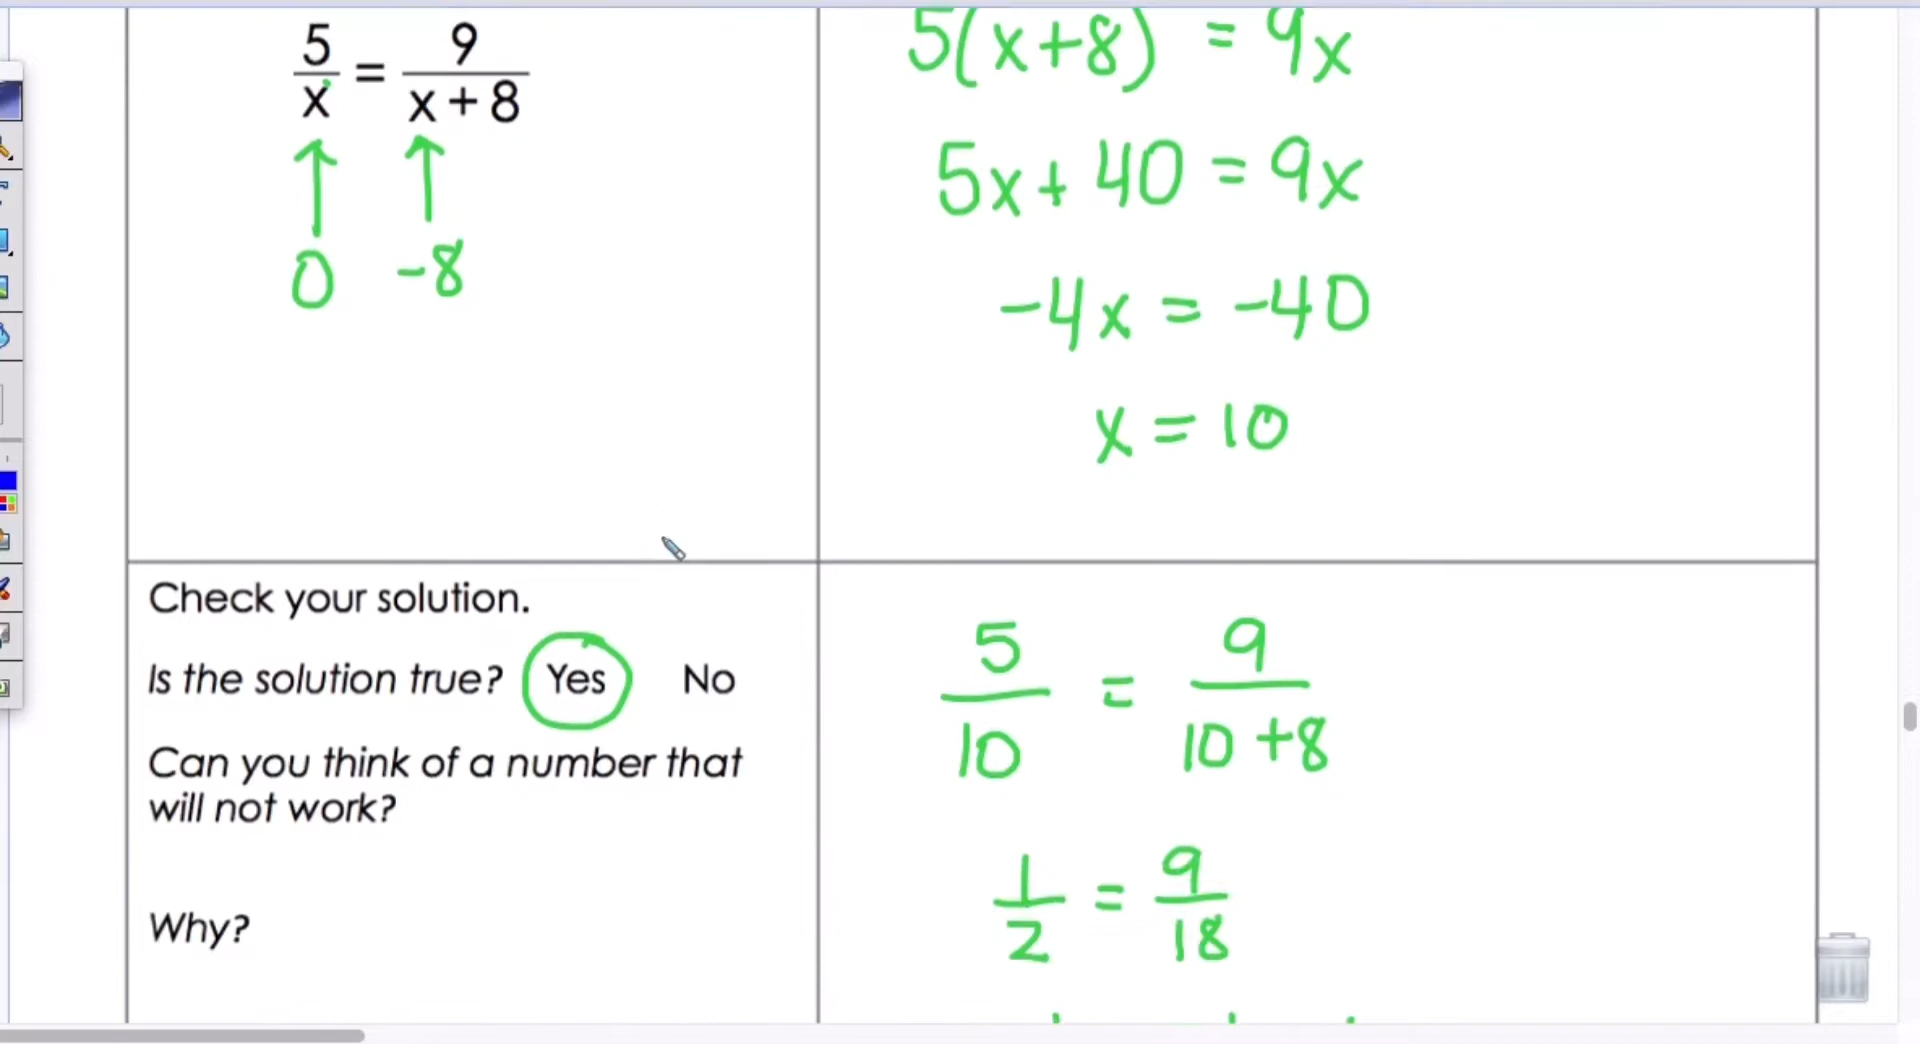 5/x = 9/(x + 8)
0 -8
5(x+8) = 9x
5x + 40 = 9x
-4x = -40
x = 10
Check your solution.
Is the solution true? Yes No
Can you think of a number that
will not work?
Why?
5/10 = 9/(10+8)
1/2 = 9/18